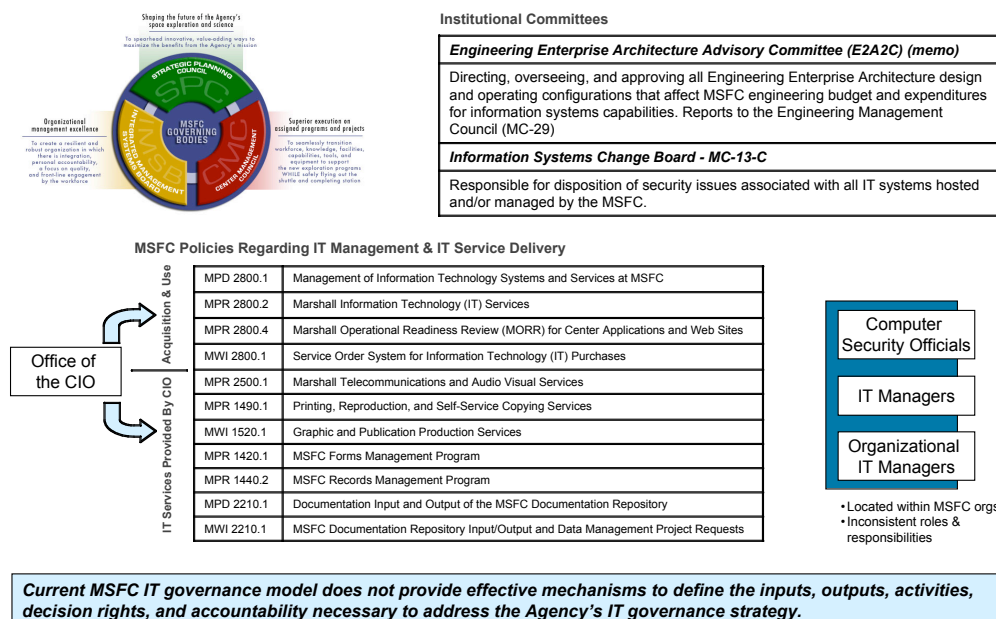 Shaping the future of the Agency's
space exploration and science
To spearhead innovative, value-adding ways to
maximize the benefits from the Agency's mission
STRATEGIC PLANNING
COUNCIL
SPC
MSFC
GOVERNING
BODIES
INTEGRATED MANAGEMENT
SYSTEMS BOARD
IMSB
CENTER MANAGEMENT
COUNCIL
CMC
Organizational
management excellence
To create a resilient and
robust organization in which
there is integration,
personal accountability,
a focus on quality,
and front-line engagement
by the workforce
Superior execution on
assigned programs and projects
To seamlessly transition
workforce, knowledge, facilities,
capabilities, tools, and
equipment to support
the new exploration programs
WHILE safely flying out the
shuttle and completing station
Institutional Committees
Engineering Enterprise Architecture Advisory Committee (E2A2C) (memo)
Directing, overseeing, and approving all Engineering Enterprise Architecture design
and operating configurations that affect MSFC engineering budget and expenditures
for information systems capabilities. Reports to the Engineering Management
Council (MC-29)
Information Systems Change Board - MC-13-C
Responsible for disposition of security issues associated with all IT systems hosted
and/or managed by the MSFC.
MSFC Policies Regarding IT Management & IT Service Delivery
Office of
the CIO
Acquisition & Use
MPD 2800.1 Management of Information Technology Systems and Services at MSFC
MPR 2800.2 Marshall Information Technology (IT) Services
MPR 2800.4 Marshall Operational Readiness Review (MORR) for Center Applications and Web Sites
MWI 2800.1 Service Order System for Information Technology (IT) Purchases
IT Services Provided By CIO
MPR 2500.1 Marshall Telecommunications and Audio Visual Services
MPR 1490.1 Printing, Reproduction, and Self-Service Copying Services
MWI 1520.1 Graphic and Publication Production Services
MPR 1420.1 MSFC Forms Management Program
MPR 1440.2 MSFC Records Management Program
MPD 2210.1 Documentation Input and Output of the MSFC Documentation Repository
MWI 2210.1 MSFC Documentation Repository Input/Output and Data Management Project Requests
Computer
Security Officials
IT Managers
Organizational
IT Managers
•Located within MSFC orgs
•Inconsistent roles &
responsibilities
Current MSFC IT governance model does not provide effective mechanisms to define the inputs, outputs, activities,
decision rights, and accountability necessary to address the Agency's IT governance strategy.